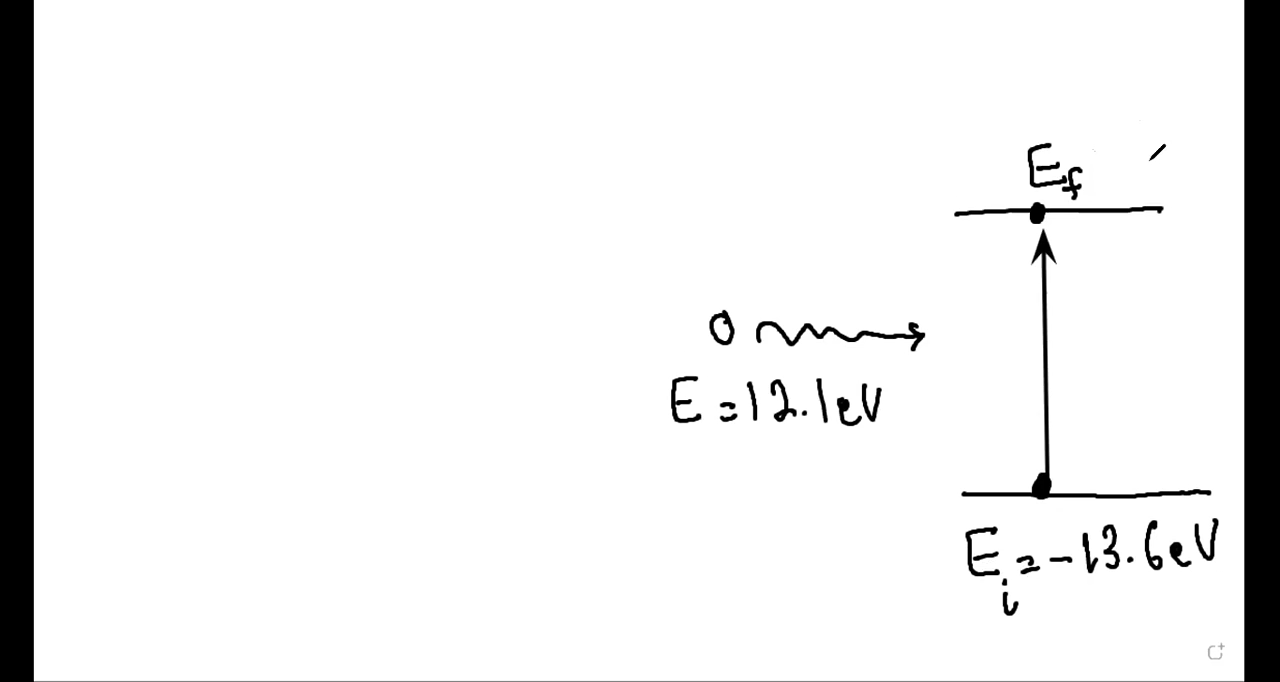 E_f
E = 12.1eV
E_i = -13.6eV